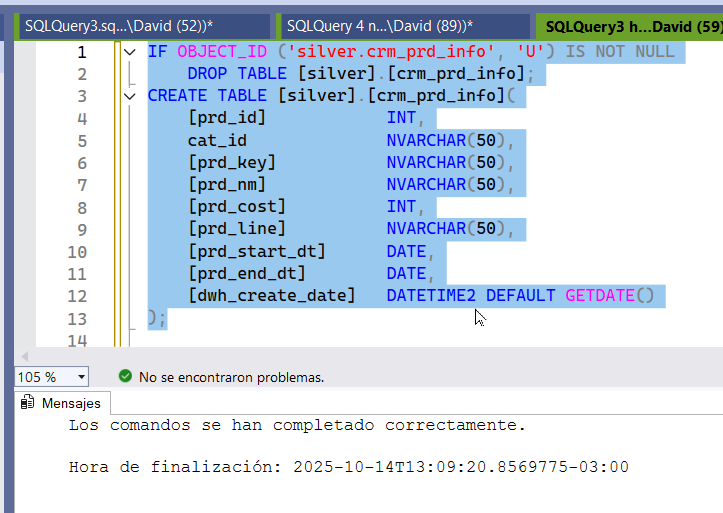 SQLQuery3.sq...\David (52))*
SQLQuery 4 n...\David (89))*
SQLQuery3 h...David (59)
1 IF OBJECT_ID ('silver.crm_prd_info', 'U') IS NOT NULL
2 DROP TABLE [silver].[crm_prd_info];
3 CREATE TABLE [silver].[crm_prd_info](
4 [prd_id] INT,
5 cat_id NVARCHAR(50),
6 [prd_key] NVARCHAR(50),
7 [prd_nm] NVARCHAR(50),
8 [prd_cost] INT,
9 [prd_line] NVARCHAR(50),
10 [prd_start_dt] DATE,
11 [prd_end_dt] DATE,
12 [dwh_create_date] DATETIME2 DEFAULT GETDATE()
13 );
14
105 %
No se encontraron problemas.
Mensajes
Los comandos se han completado correctamente.
Hora de finalización: 2025-10-14T13:09:20.8569775-03:00